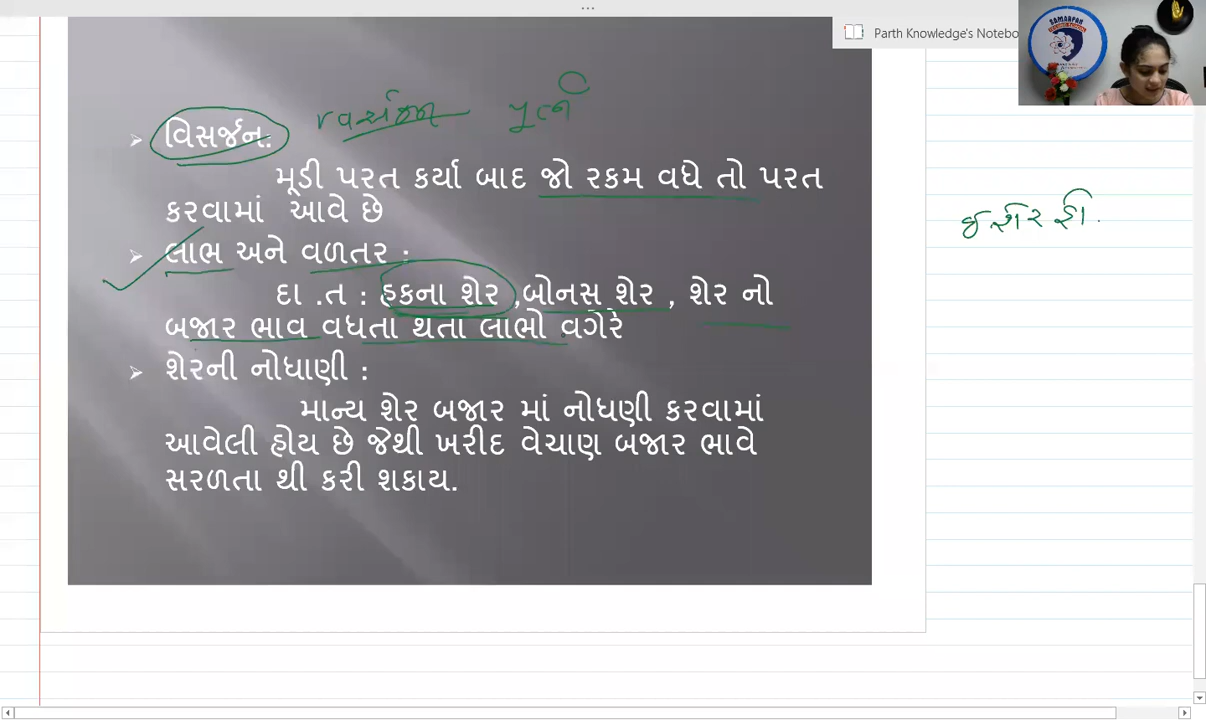 Parth Knowledge's Notebo
SAMARPAN
વિસર્જન:
મૂડી પરત કર્યા બાદ જો રકમ વધે તો પરત
કરવામાં આવે છે
લાભ અને વળતર :
દા .ત : હકના શેર ,બોનસ શેર , શેર નો
બજાર ભાવ વધતા થતા લાભો વગેરે
શેરની નોધાણી :
માન્ય શેર બજાર માં નોધણી કરવામાં
આવેલી હોય છે જેથી ખરીદ વેચાણ બજાર ભાવે
સરળતા થી કરી શકાય.